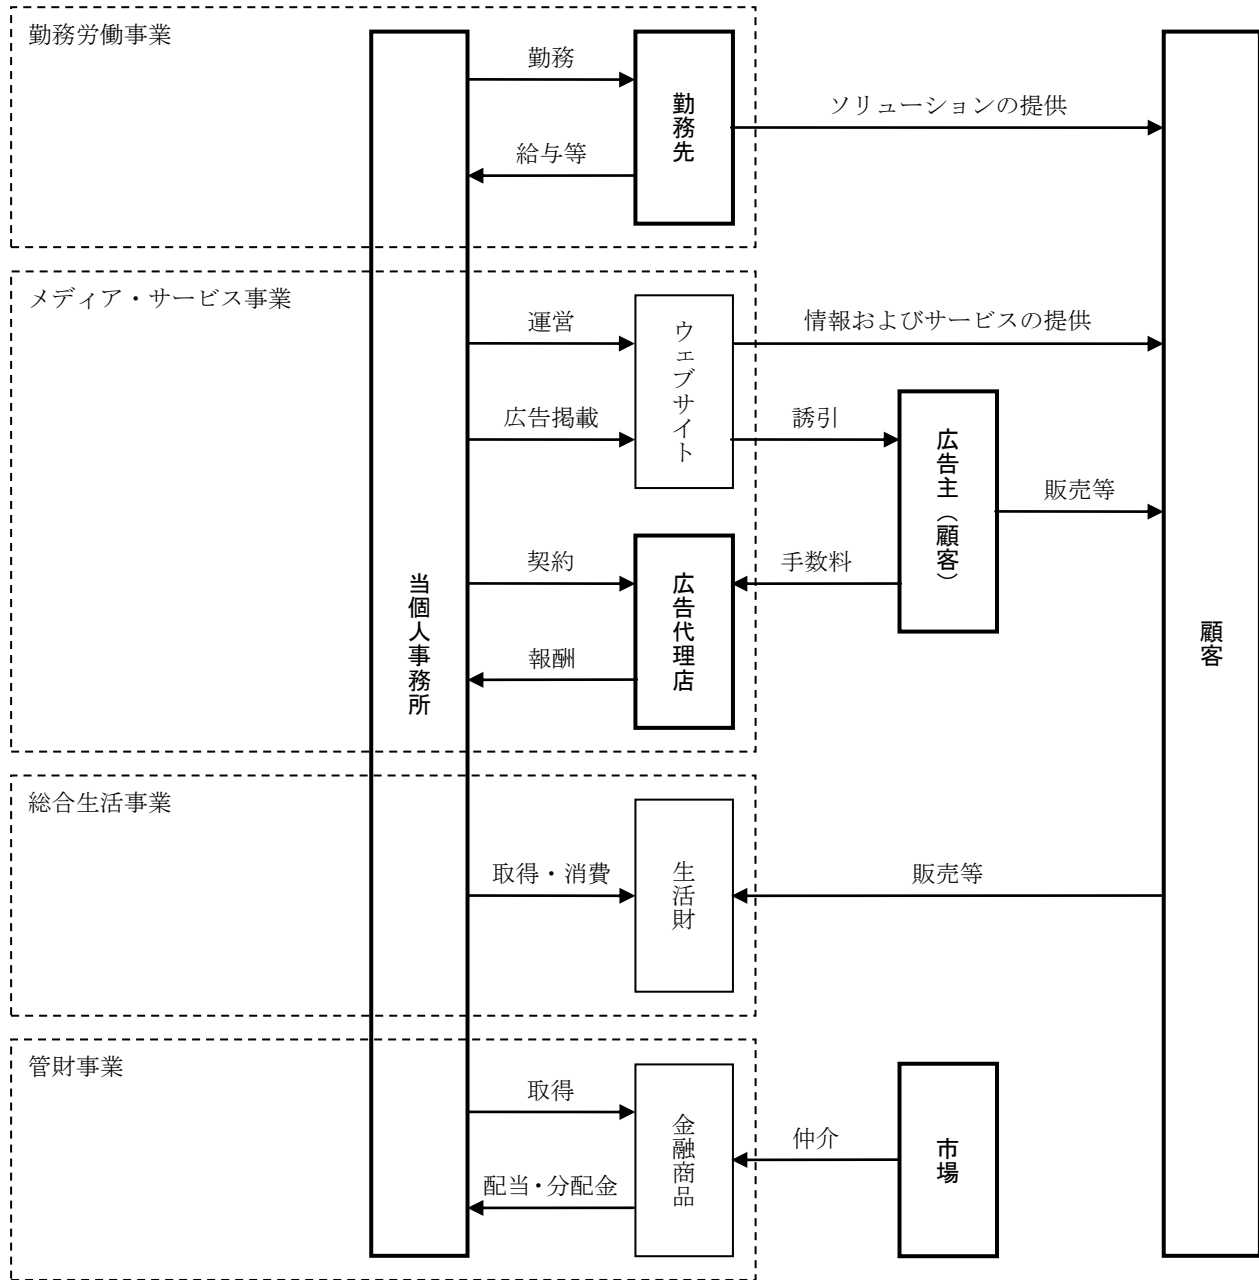 勤務労働事業
勤務
給与等
勤務先
ソリューションの提供
メディア・サービス事業
運営
広告掲載
ウェブサイト
情報およびサービスの提供
誘引
広告主（顧客）
販売等
契約
報酬
広告代理店
手数料
当個人事務所
顧客
総合生活事業
取得・消費
生活財
販売等
管財事業
取得
配当・分配金
金融商品
仲介
市場